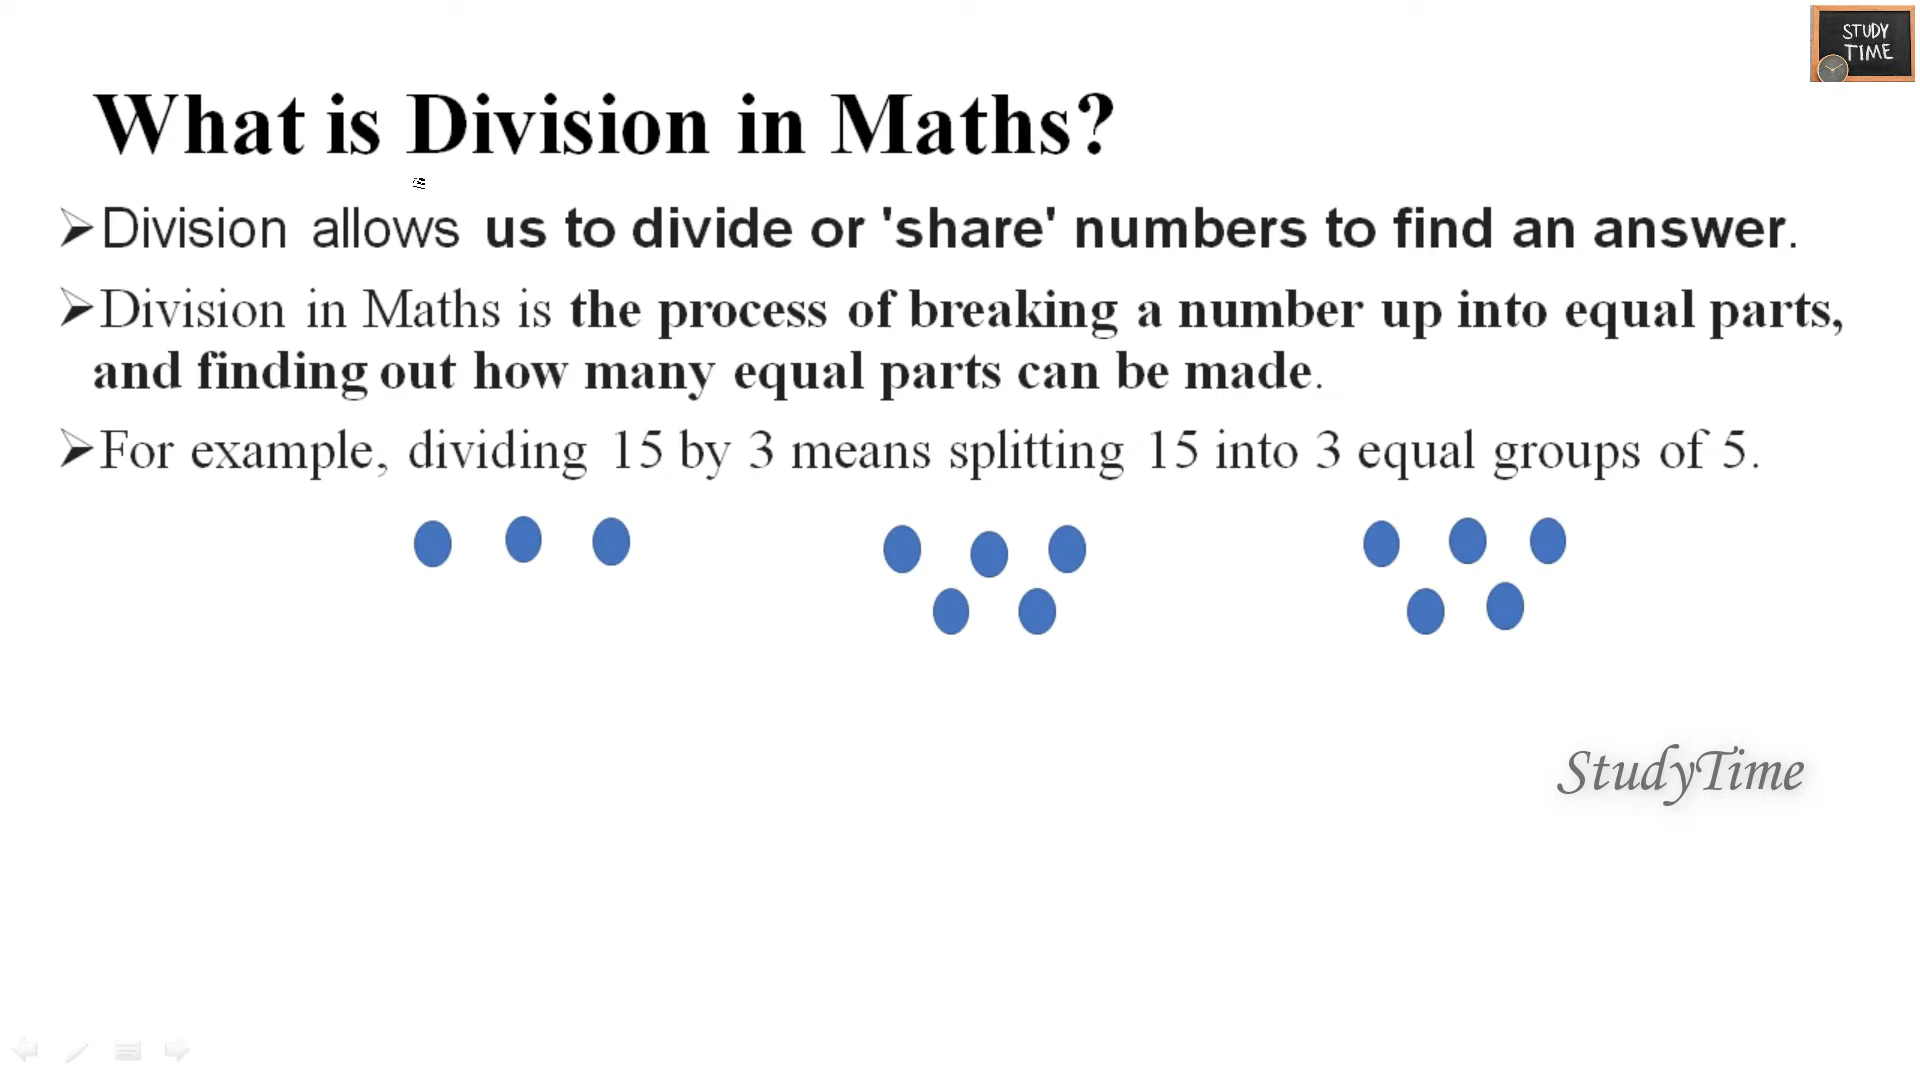 STUDY
TIME
What is Division in Maths?
➢Division allows us to divide or 'share' numbers to find an answer.
➢Division in Maths is the process of breaking a number up into equal parts,
and finding out how many equal parts can be made.
➢For example, dividing 15 by 3 means splitting 15 into 3 equal groups of 5.
StudyTime